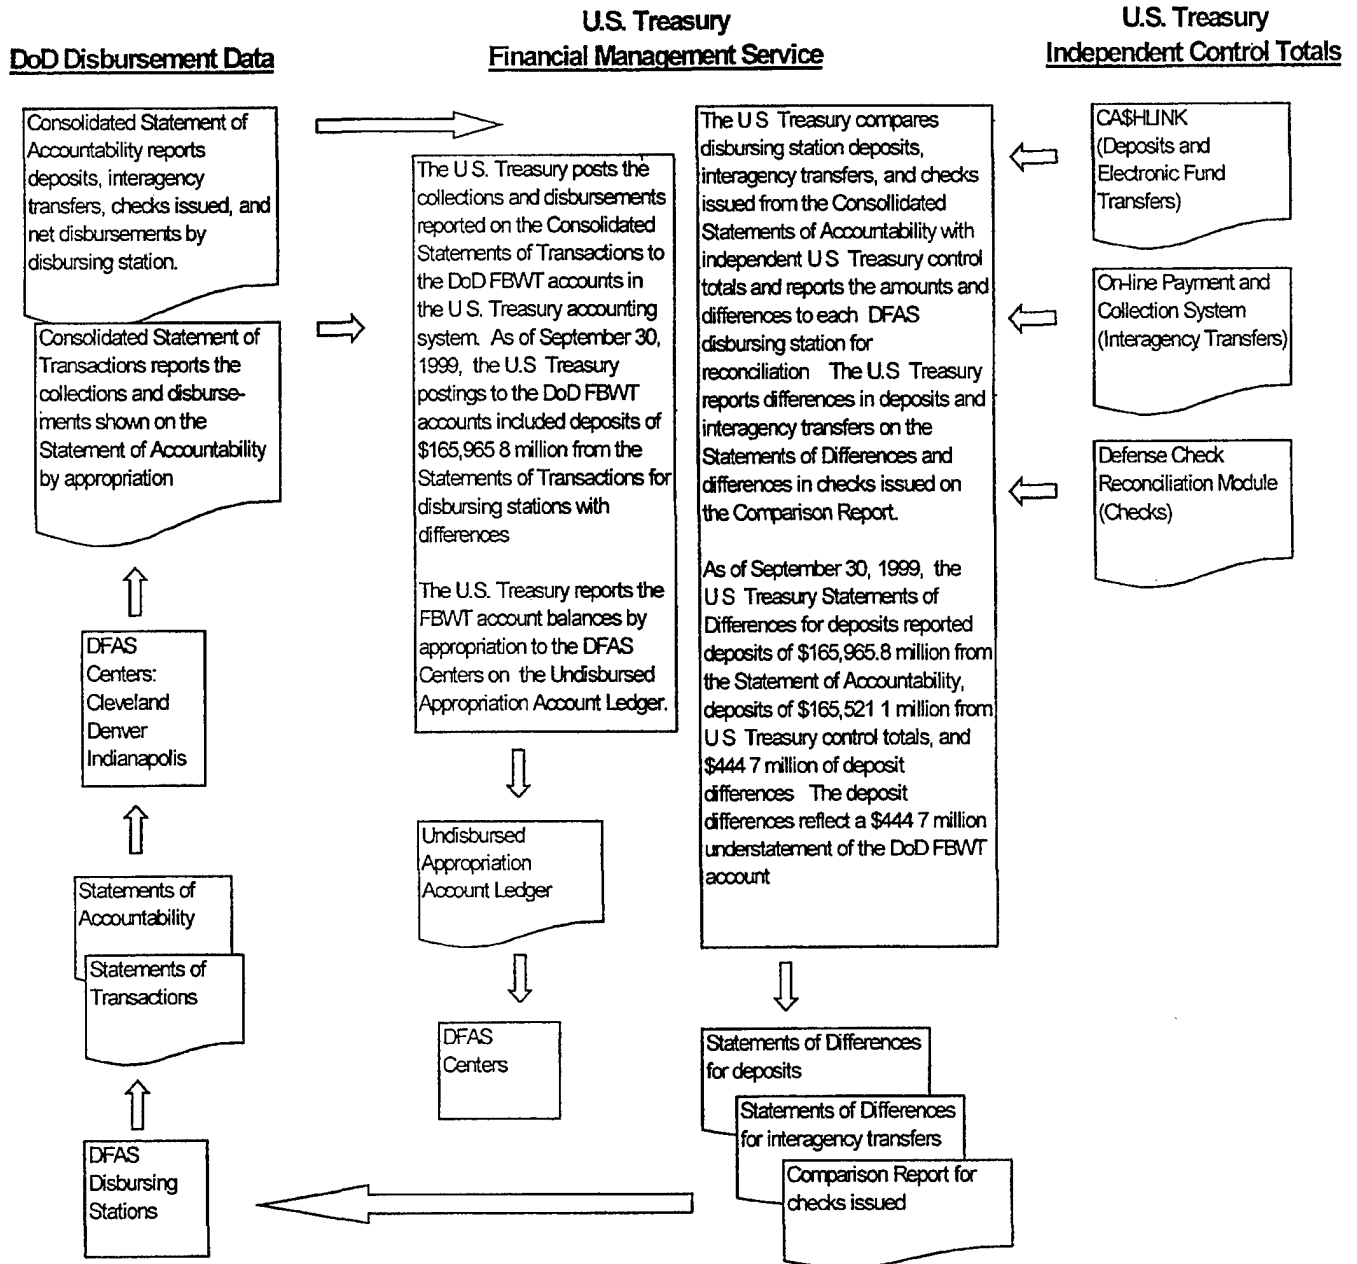 DoD Disbursement Data
U.S. Treasury
Financial Management Service
U.S. Treasury
Independent Control Totals
Consolidated Statement of
Accountability reports
deposits, interagency
transfers, checks issued, and
net disbursements by
disbursing station.
Consolidated Statement of
Transactions reports the
collections and disburse-
ments shown on the
Statement of Accountability
by appropriation
DFAS
Centers:
Cleveland
Denver
Indianapolis
Statements of
Accountability
Statements of
Transactions
DFAS
Disbursing
Stations
The U S. Treasury posts the
collections and disbursements
reported on the Consolidated
Statements of Transactions to
the DoD FBWT accounts in
the U S. Treasury accounting
system. As of September 30,
1999, the U.S Treasury
postings to the DoD FBWT
accounts included deposits of
$165,965 8 million from the
Statements of Transactions for
disbursing stations with
differences
The U.S. Treasury reports the
FBWT account balances by
appropriation to the DFAS
Centers on the Undisbursed
Appropriation Account Ledger.
Undisbursed
Appropriation
Account Ledger
DFAS
Centers
The U S Treasury compares
disbursing station deposits,
interagency transfers, and checks
issued from the Consollidated
Statements of Accountability with
independent U S Treasury control
totals and reports the amounts and
differences to each DFAS
disbursing station for
reconciliation The U.S Treasury
reports differences in deposits and
interagency transfers on the
Statements of Differences and
differences in checks issued on
the Comparison Report.
As of September 30, 1999, the
U S Treasury Statements of
Differences for deposits reported
deposits of $165,965.8 million from
the Statement of Accountability,
deposits of $165,521 1 million from
U S Treasury control totals, and
$444 7 million of deposit
differences The deposit
differences reflect a $444 7 million
understatement of the DoD FBWT
account
Statements of Differences
for deposits
Statements of Differences
for interagency transfers
Comparison Report for
checks issued
CA$HLINK
(Deposits and
Electronic Fund
Transfers)
On-line Payment and
Collection System
(Interagency Transfers)
Defense Check
Reconciliation Module
(Checks)